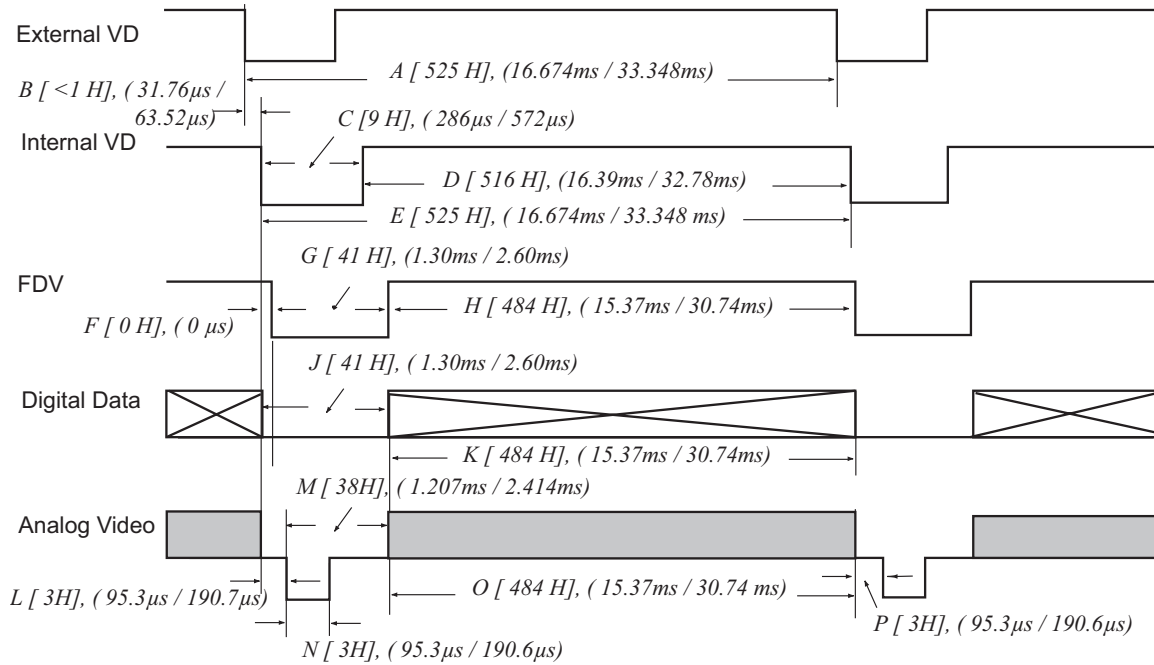 External VD
A [ 525 H], (16.674ms / 33.348ms)
B [ <1 H], ( 31.76µs /
63.52µs)
C [9 H], ( 286µs / 572µs)
Internal VD
D [ 516 H], (16.39ms / 32.78ms)
E [ 525 H], ( 16.674ms / 33.348 ms)
G [ 41 H], (1.30ms / 2.60ms)
FDV
H [ 484 H], ( 15.37ms / 30.74ms)
F [ 0 H], ( 0 µs)
J [ 41 H], ( 1.30ms / 2.60ms)
Digital Data
K [ 484 H], ( 15.37ms / 30.74ms)
M [ 38H], ( 1.207ms / 2.414ms)
Analog Video
L [ 3H], ( 95.3µs / 190.7µs)
O [ 484 H], ( 15.37ms / 30.74 ms)
P [ 3H], ( 95.3µs / 190.6µs)
N [ 3H], ( 95.3µs / 190.6µs)